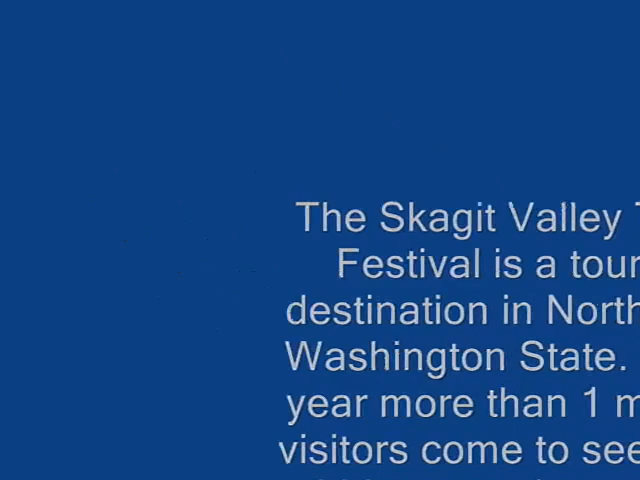 The Skagit Valley
Festival is a tour
destination in North
Washington State.
year more than 1 m
visitors come to see